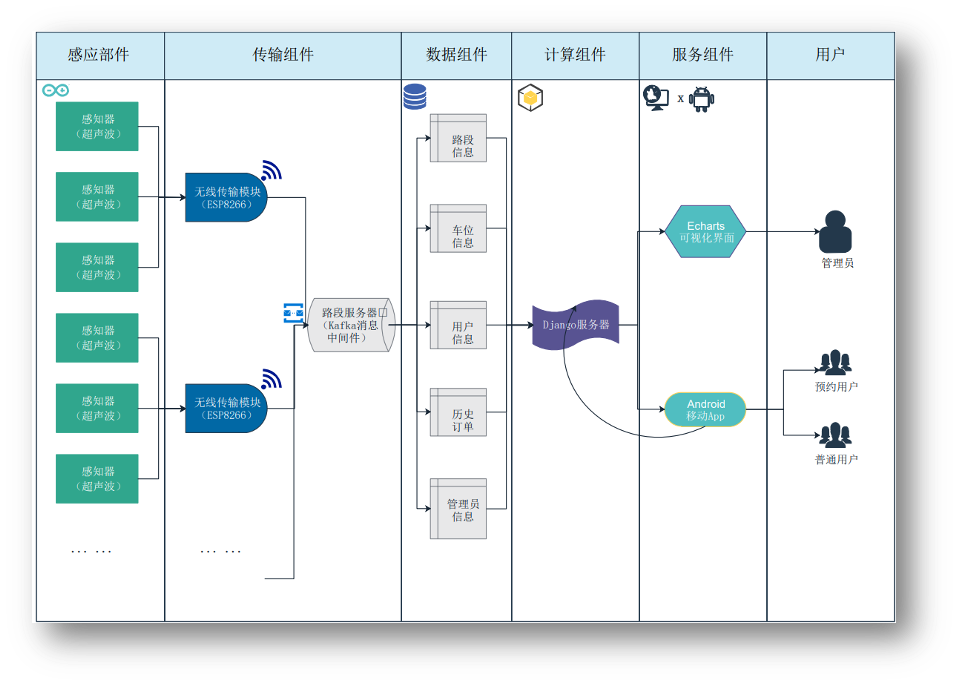 感应部件
传输组件
数据组件
计算组件
服务组件
用户
感知器
（超声波）
感知器
（超声波）
感知器
（超声波）
感知器
（超声波）
感知器
（超声波）
感知器
（超声波）
... ...
无线传输模块
（ESP8266）
无线传输模块
（ESP8266）
... ...
路段服务器□
（Kafka消息
中间件）
路段
信息
车位
信息
用户
信息
历史
订单
管理员
信息
Django服务器
x
Echarts
可视化界面
Android
移动App
管理员
预约用户
普通用户